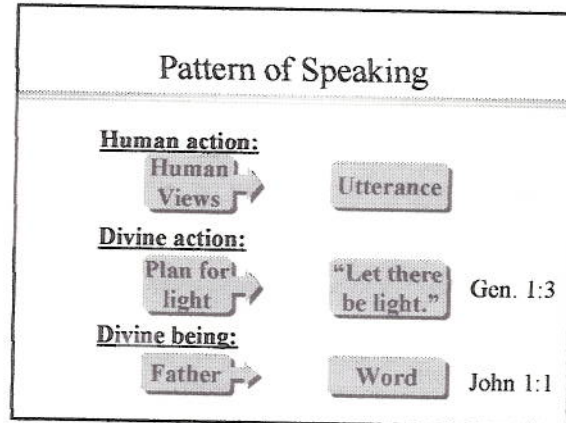 Pattern of Speaking
Human action:
Human
Views
Utterance
Divine action:
Plan for
light
“Let there
be light.”
Gen. 1:3
Divine being:
Father
Word
John 1:1